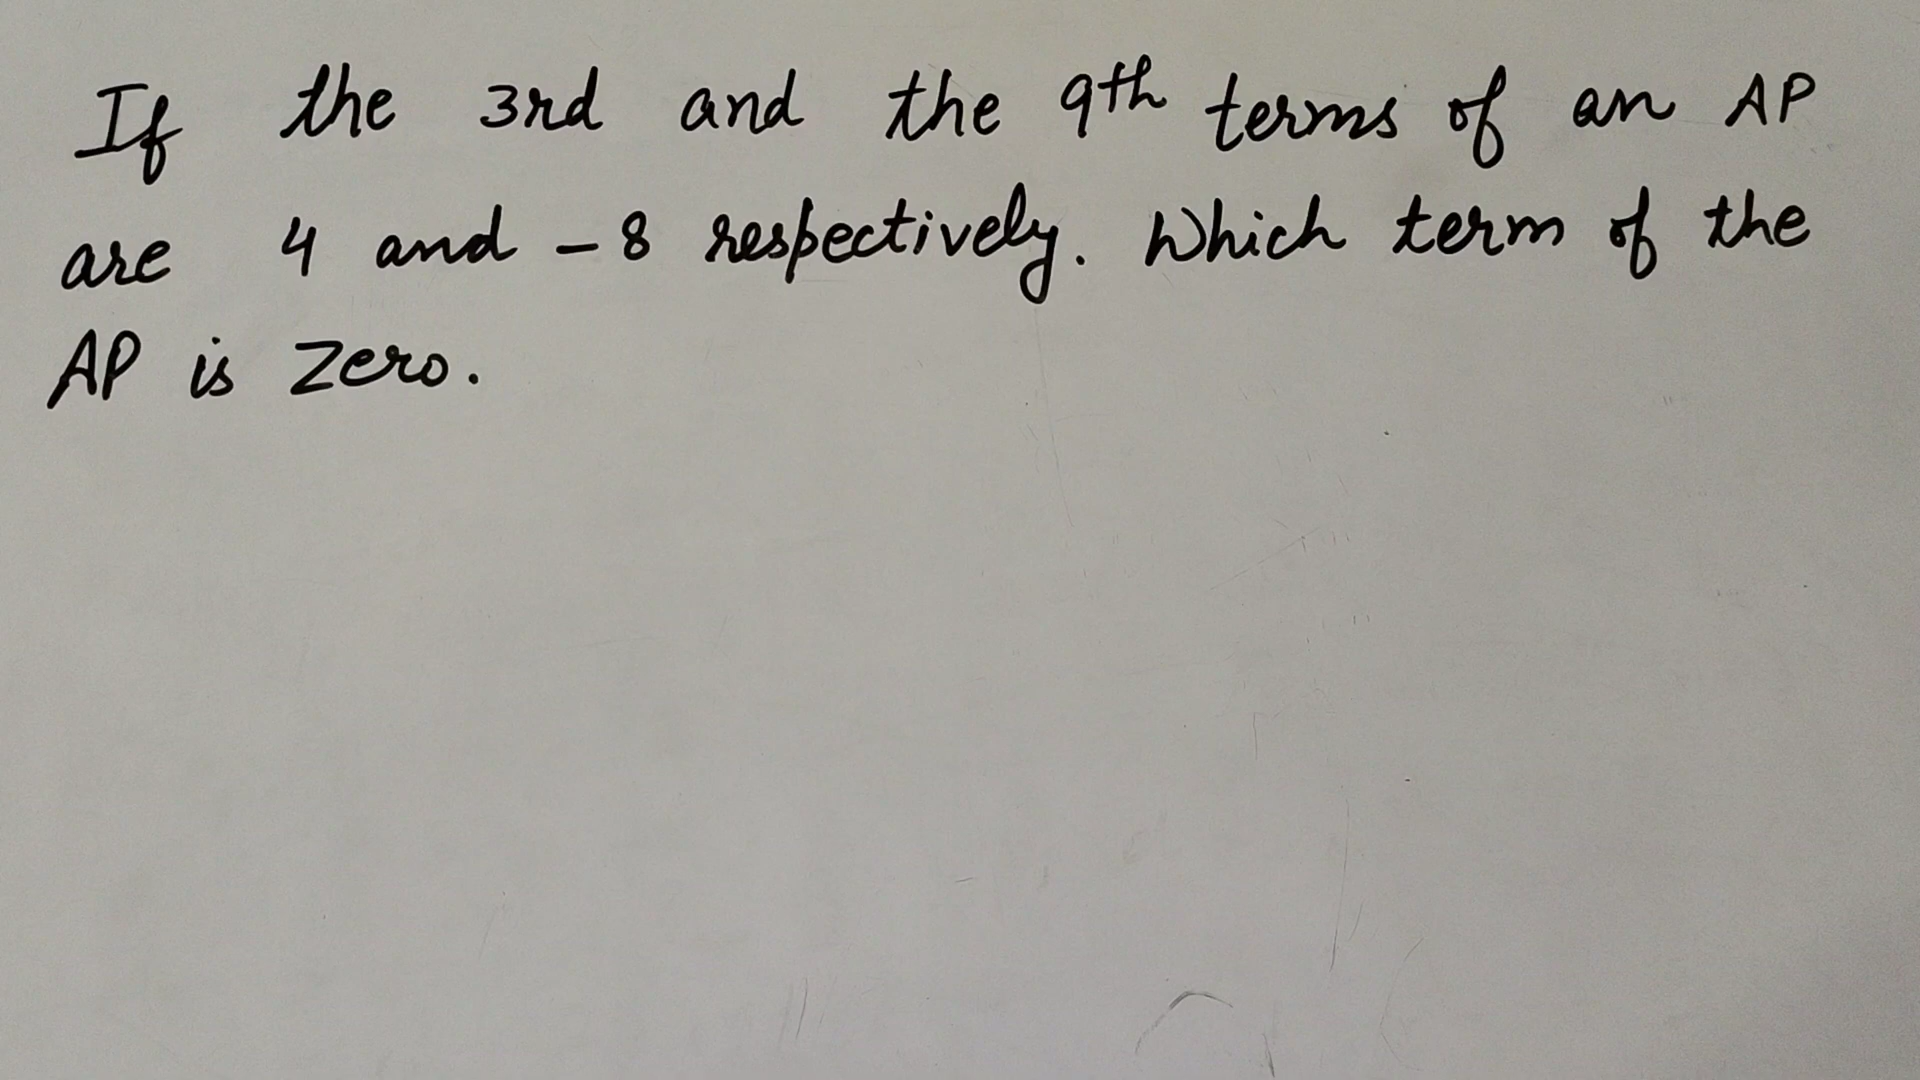 If the 3rd and the 9th terms of an AP
are 4 and -8 respectively. Which term of the
AP is zero.